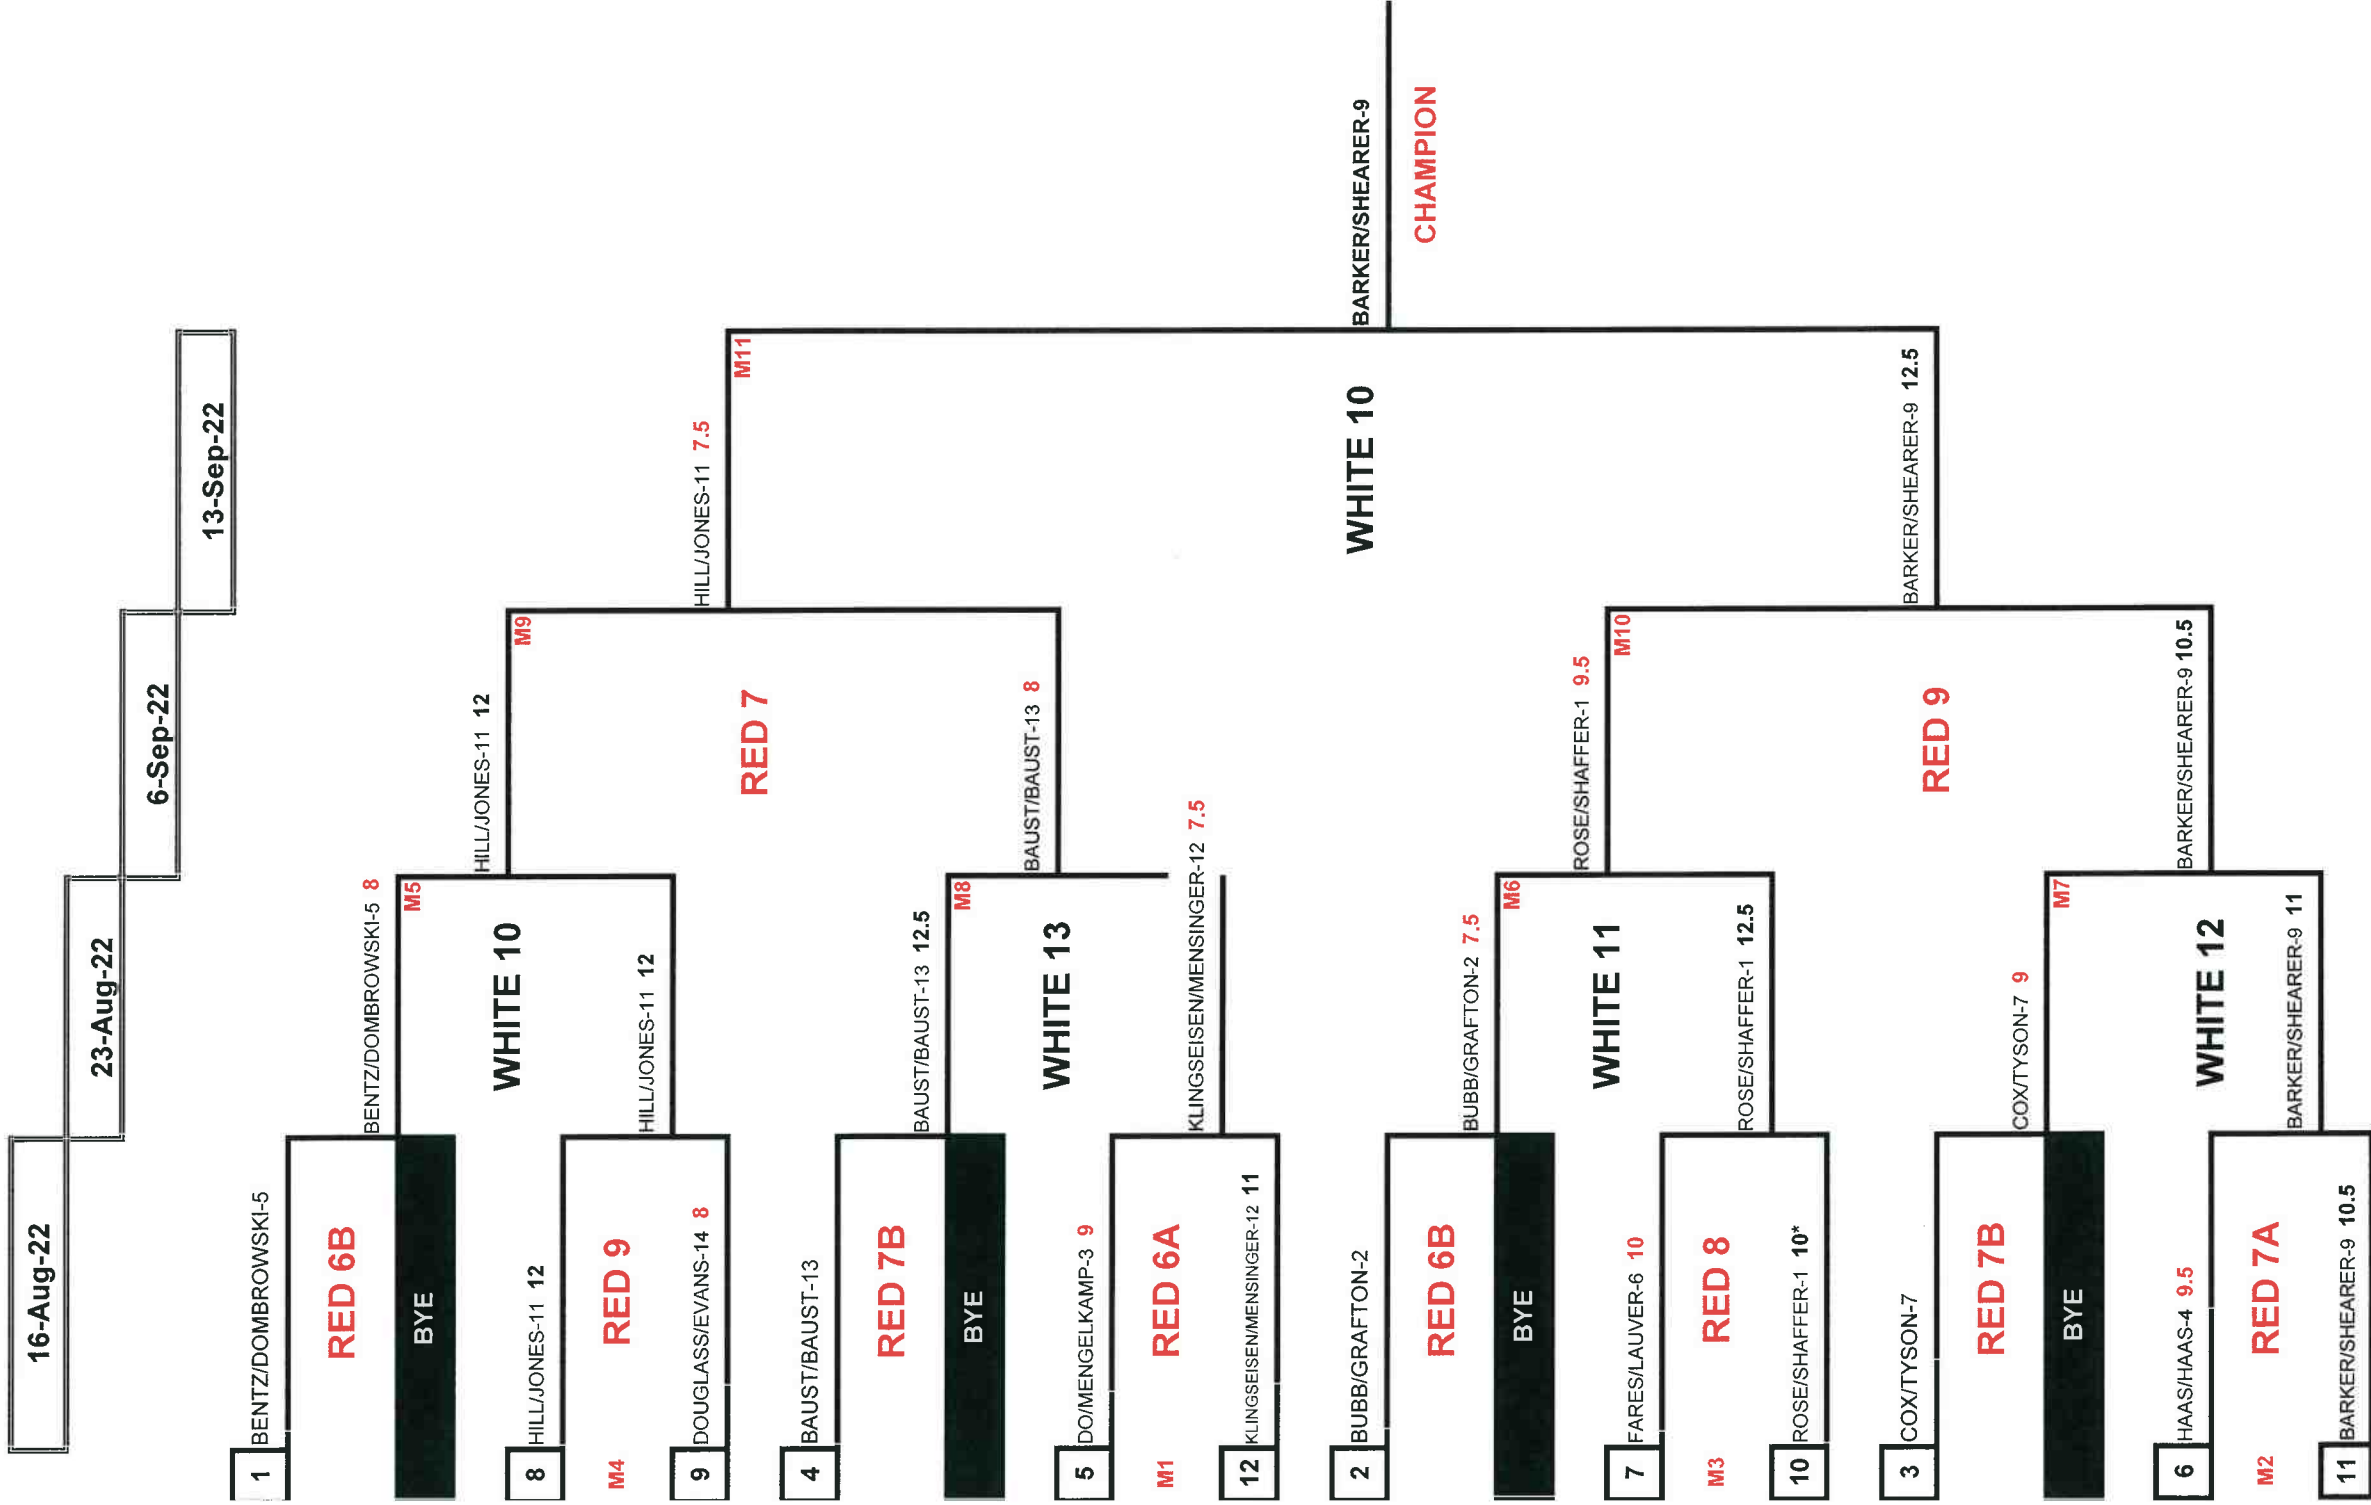 16-Aug-22
23-Aug-22
6-Sep-22
13-Sep-22
1 BENTZ/DOMBROWSKI-5
RED 6B
BYE
8 HILL/JONES-11 12
M4 RED 9
9 DOUGLASS/EVANS-14 8
4 BAUST/BAUST-13
RED 7B
BYE
5 DO/MENGELKAMP-3 9
M1 RED 6A
12 KLINGSEISEN/MENSINGER-12 11
2 BUBB/GRAFTON-2
RED 6B
BYE
7 FARES/LAUVER-6 10
M3 RED 8
10 ROSE/SHAFFER-1 10*
3 COX/TYSON-7
RED 7B
BYE
6 HAAS/HAAS-4 9.5
M2 RED 7A
11 BARKER/SHEARER-9 10.5
BENTZ/DOMBROWSKI-5 8
M5
WHITE 10
HILL/JONES-11 12
BAUST/BAUST-13 12.5
M8
WHITE 13
KLINGSEISEN/MENSINGER-12 7.5
BUBB/GRAFTON-2 7.5
M6
WHITE 11
ROSE/SHAFFER-1 12.5
COX/TYSON-7 9
M7
WHITE 12
BARKER/SHEARER-9 11
HILL/JONES-11 12
M9
RED 7
BAUST/BAUST-13 8
ROSE/SHAFFER-1 9.5
M10
RED 9
BARKER/SHEARER-9 10.5
HILL/JONES-11 7.5
M11
WHITE 10
BARKER/SHEARER-9 12.5
BARKER/SHEARER-9
CHAMPION